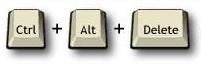 Ctrl + Alt + Delete